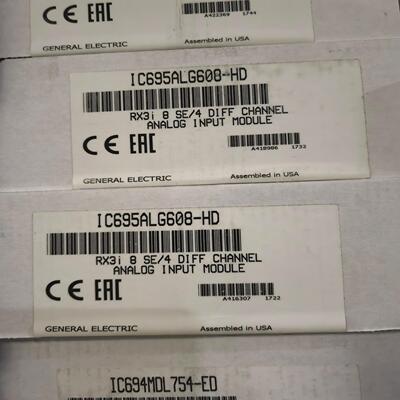 CE EAC
A422369 1744
GENERAL ELECTRIC Assembled in USA
IC695ALG608-HD
RX3i 8 SE/4 DIFF CHANNEL
ANALOG INPUT MODULE
CE EAC
A418986 1732
GENERAL ELECTRIC Assembled in USA
IC695ALG608-HD
RX3i 8 SE/4 DIFF CHANNEL
ANALOG INPUT MODULE
CE EAC
A416307 1722
GENERAL ELECTRIC Assembled in USA
IC694MDL754-ED